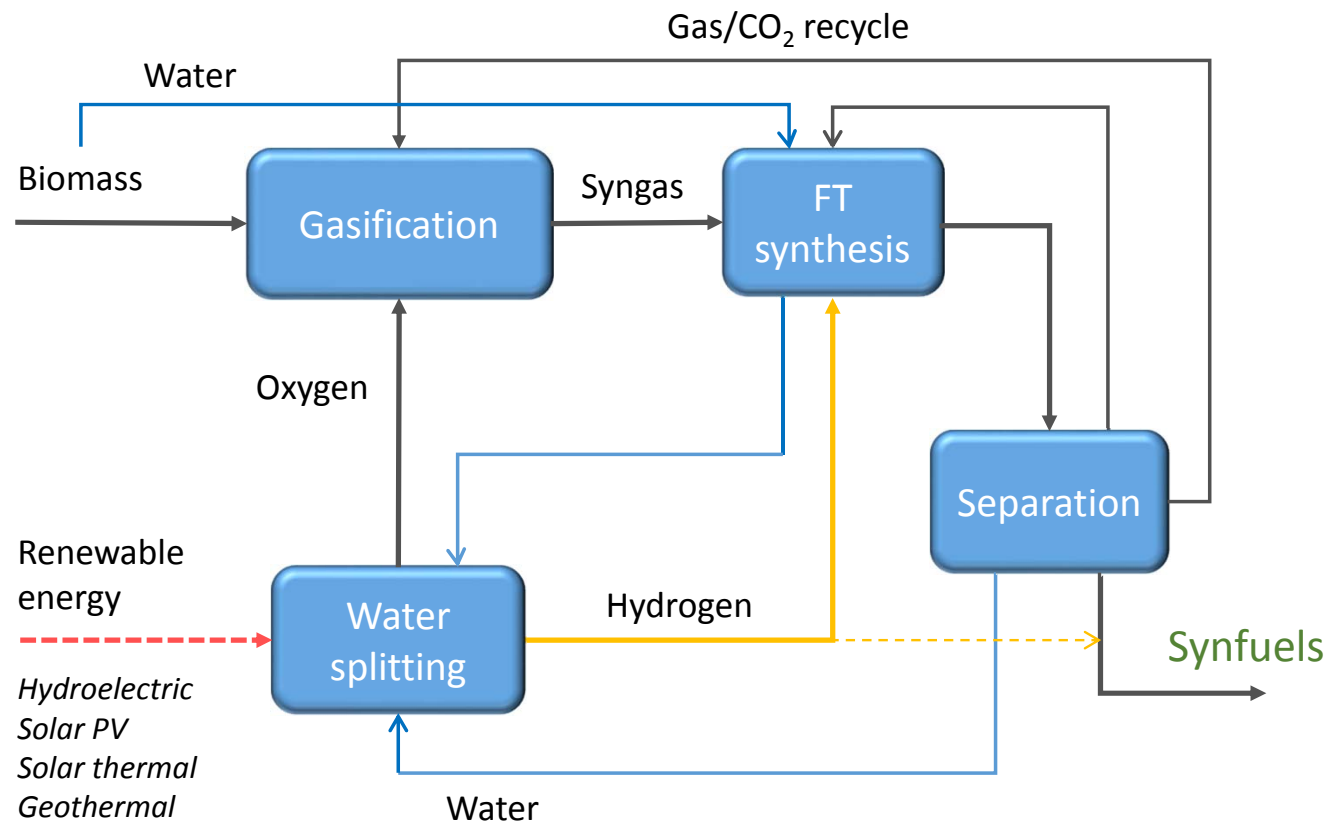 Gas/CO₂ recycle
Water
Biomass
Gasification
Syngas
FT
synthesis
Oxygen
Separation
Renewable
energy
Water
splitting
Hydrogen
Synfuels
Hydroelectric
Solar PV
Solar thermal
Geothermal
Water